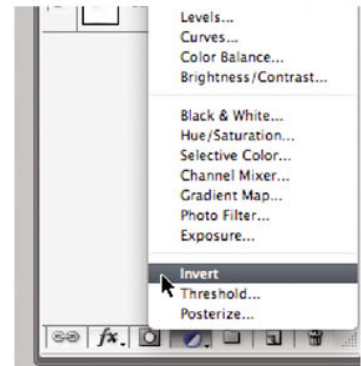 Levels...
Curves...
Color Balance...
Brightness/Contrast...
Black & White...
Hue/Saturation...
Selective Color...
Channel Mixer...
Gradient Map...
Photo Filter...
Exposure...
Invert
Threshold...
Posterize...
fx.